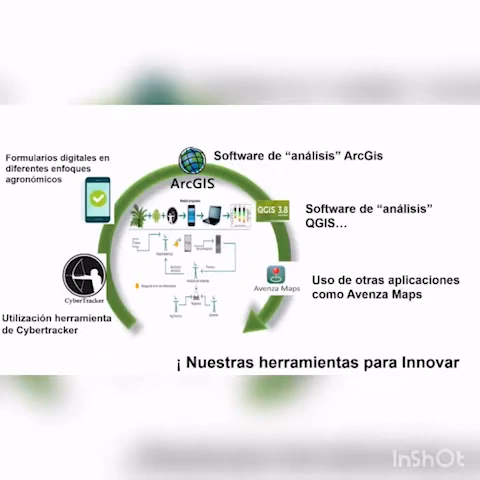 Formularios digitales en
diferentes enfoques
agronómicos
Software de “análisis” ArcGis
ArcGIS
QGIS 3.8
Software de “análisis”
QGIS...
CyberTracker
Avenza Maps
Uso de otras aplicaciones
como Avenza Maps
Utilización herramienta
de Cybertracker
¡ Nuestras herramientas para Innovar
InShOt